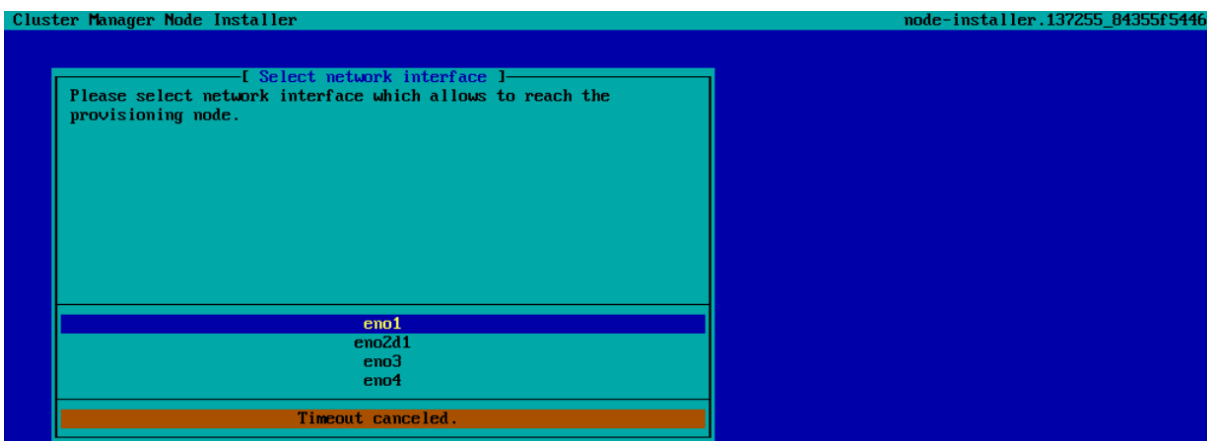 Cluster Manager Node Installer
node-installer.137255_84355f5446
[ Select network interface ]
Please select network interface which allows to reach the
provisioning node.
eno1
eno2d1
eno3
eno4
Timeout canceled.